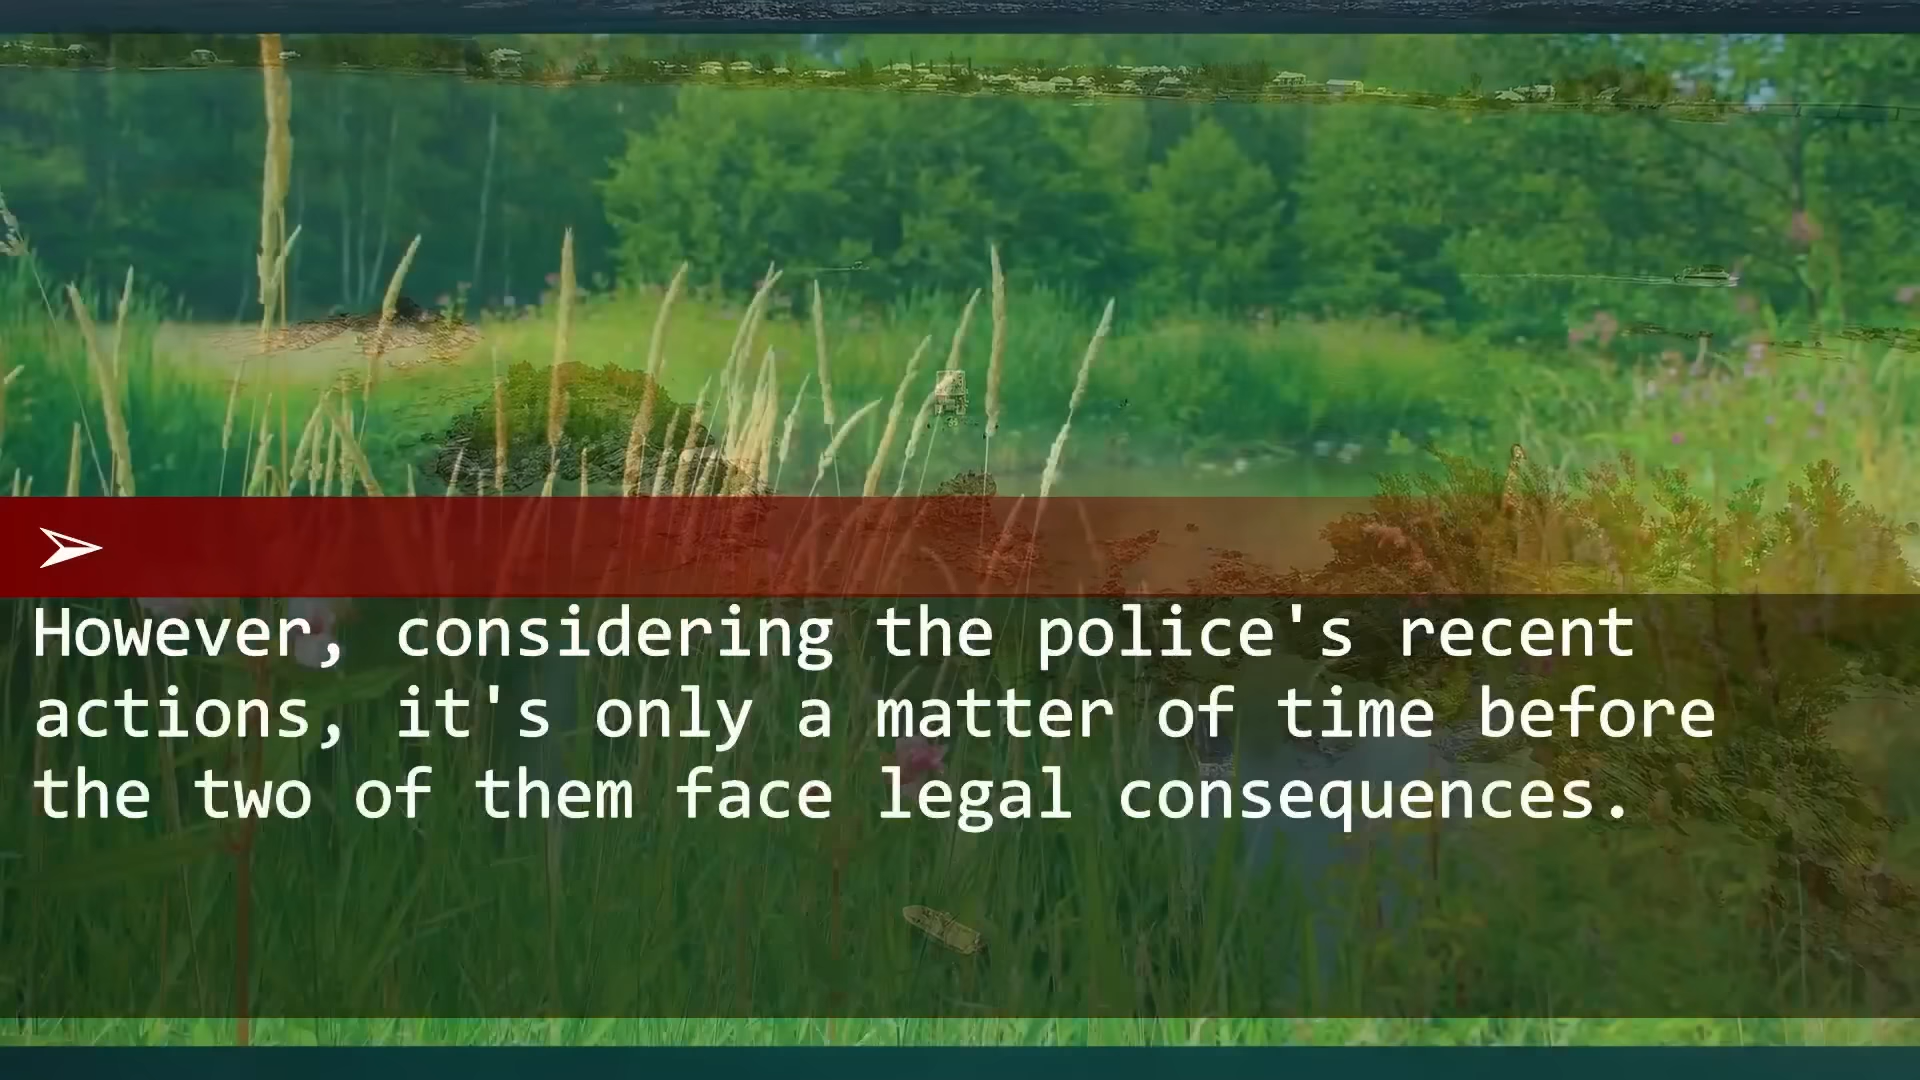 However, considering the police's recent
actions, it's only a matter of time before
the two of them face legal consequences.